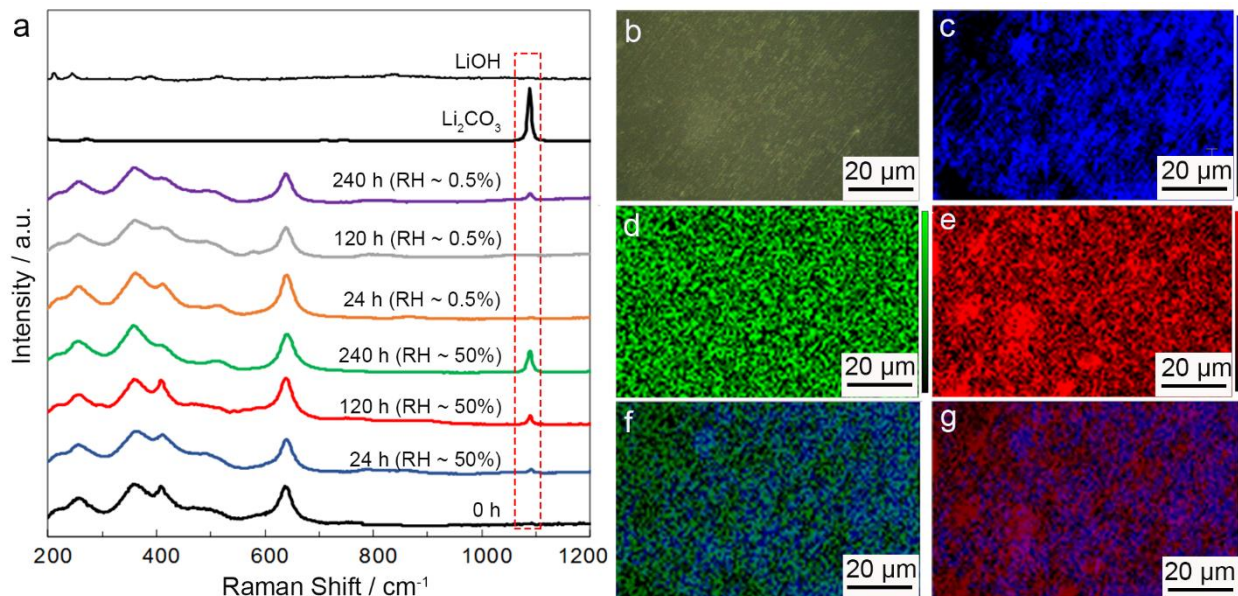 a
LiOH
Li₂CO₃
240 h (RH ~ 0.5%)
120 h (RH ~ 0.5%)
24 h (RH ~ 0.5%)
240 h (RH ~ 50%)
120 h (RH ~ 50%)
24 h (RH ~ 50%)
0 h
Intensity / a.u.
200 400 600 800 1000 1200
Raman Shift / cm⁻¹
b
20 µm
c
20 µm
d
20 µm
e
20 µm
f
20 µm
g
20 µm